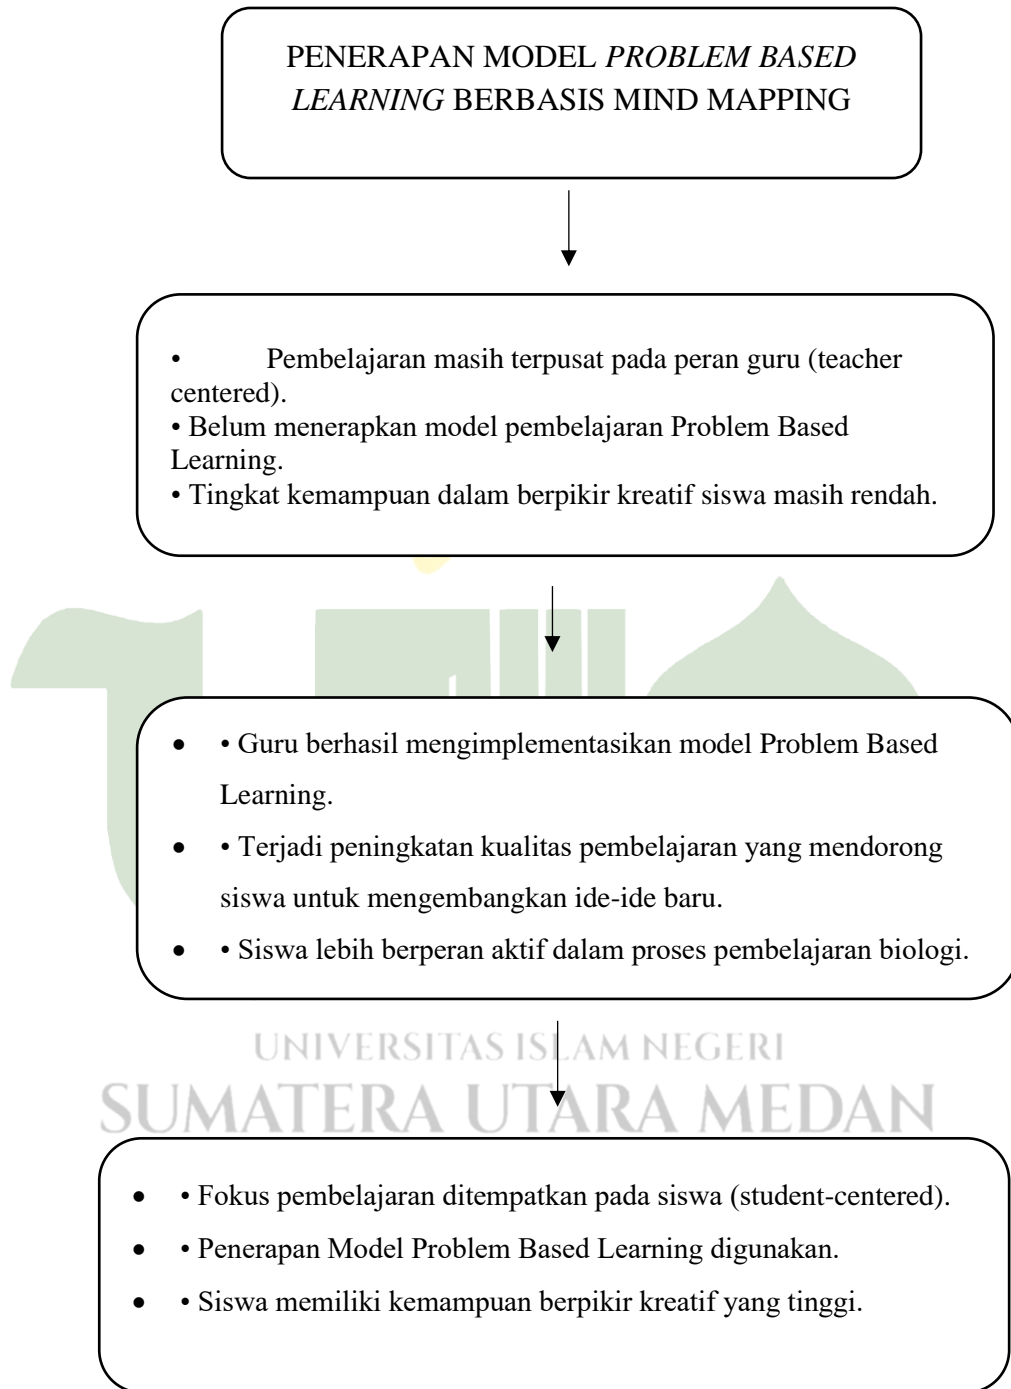 PENERAPAN MODEL PROBLEM BASED
LEARNING BERBASIS MIND MAPPING
• Pembelajaran masih terpusat pada peran guru (teacher
centered).
• Belum menerapkan model pembelajaran Problem Based
Learning.
• Tingkat kemampuan dalam berpikir kreatif siswa masih rendah.
● • Guru berhasil mengimplementasikan model Problem Based
Learning.
● • Terjadi peningkatan kualitas pembelajaran yang mendorong
siswa untuk mengembangkan ide-ide baru.
● • Siswa lebih berperan aktif dalam proses pembelajaran biologi.
UNIVERSITAS ISLAM NEGERI
SUMATERA UTARA MEDAN
● • Fokus pembelajaran ditempatkan pada siswa (student-centered).
● • Penerapan Model Problem Based Learning digunakan.
● • Siswa memiliki kemampuan berpikir kreatif yang tinggi.